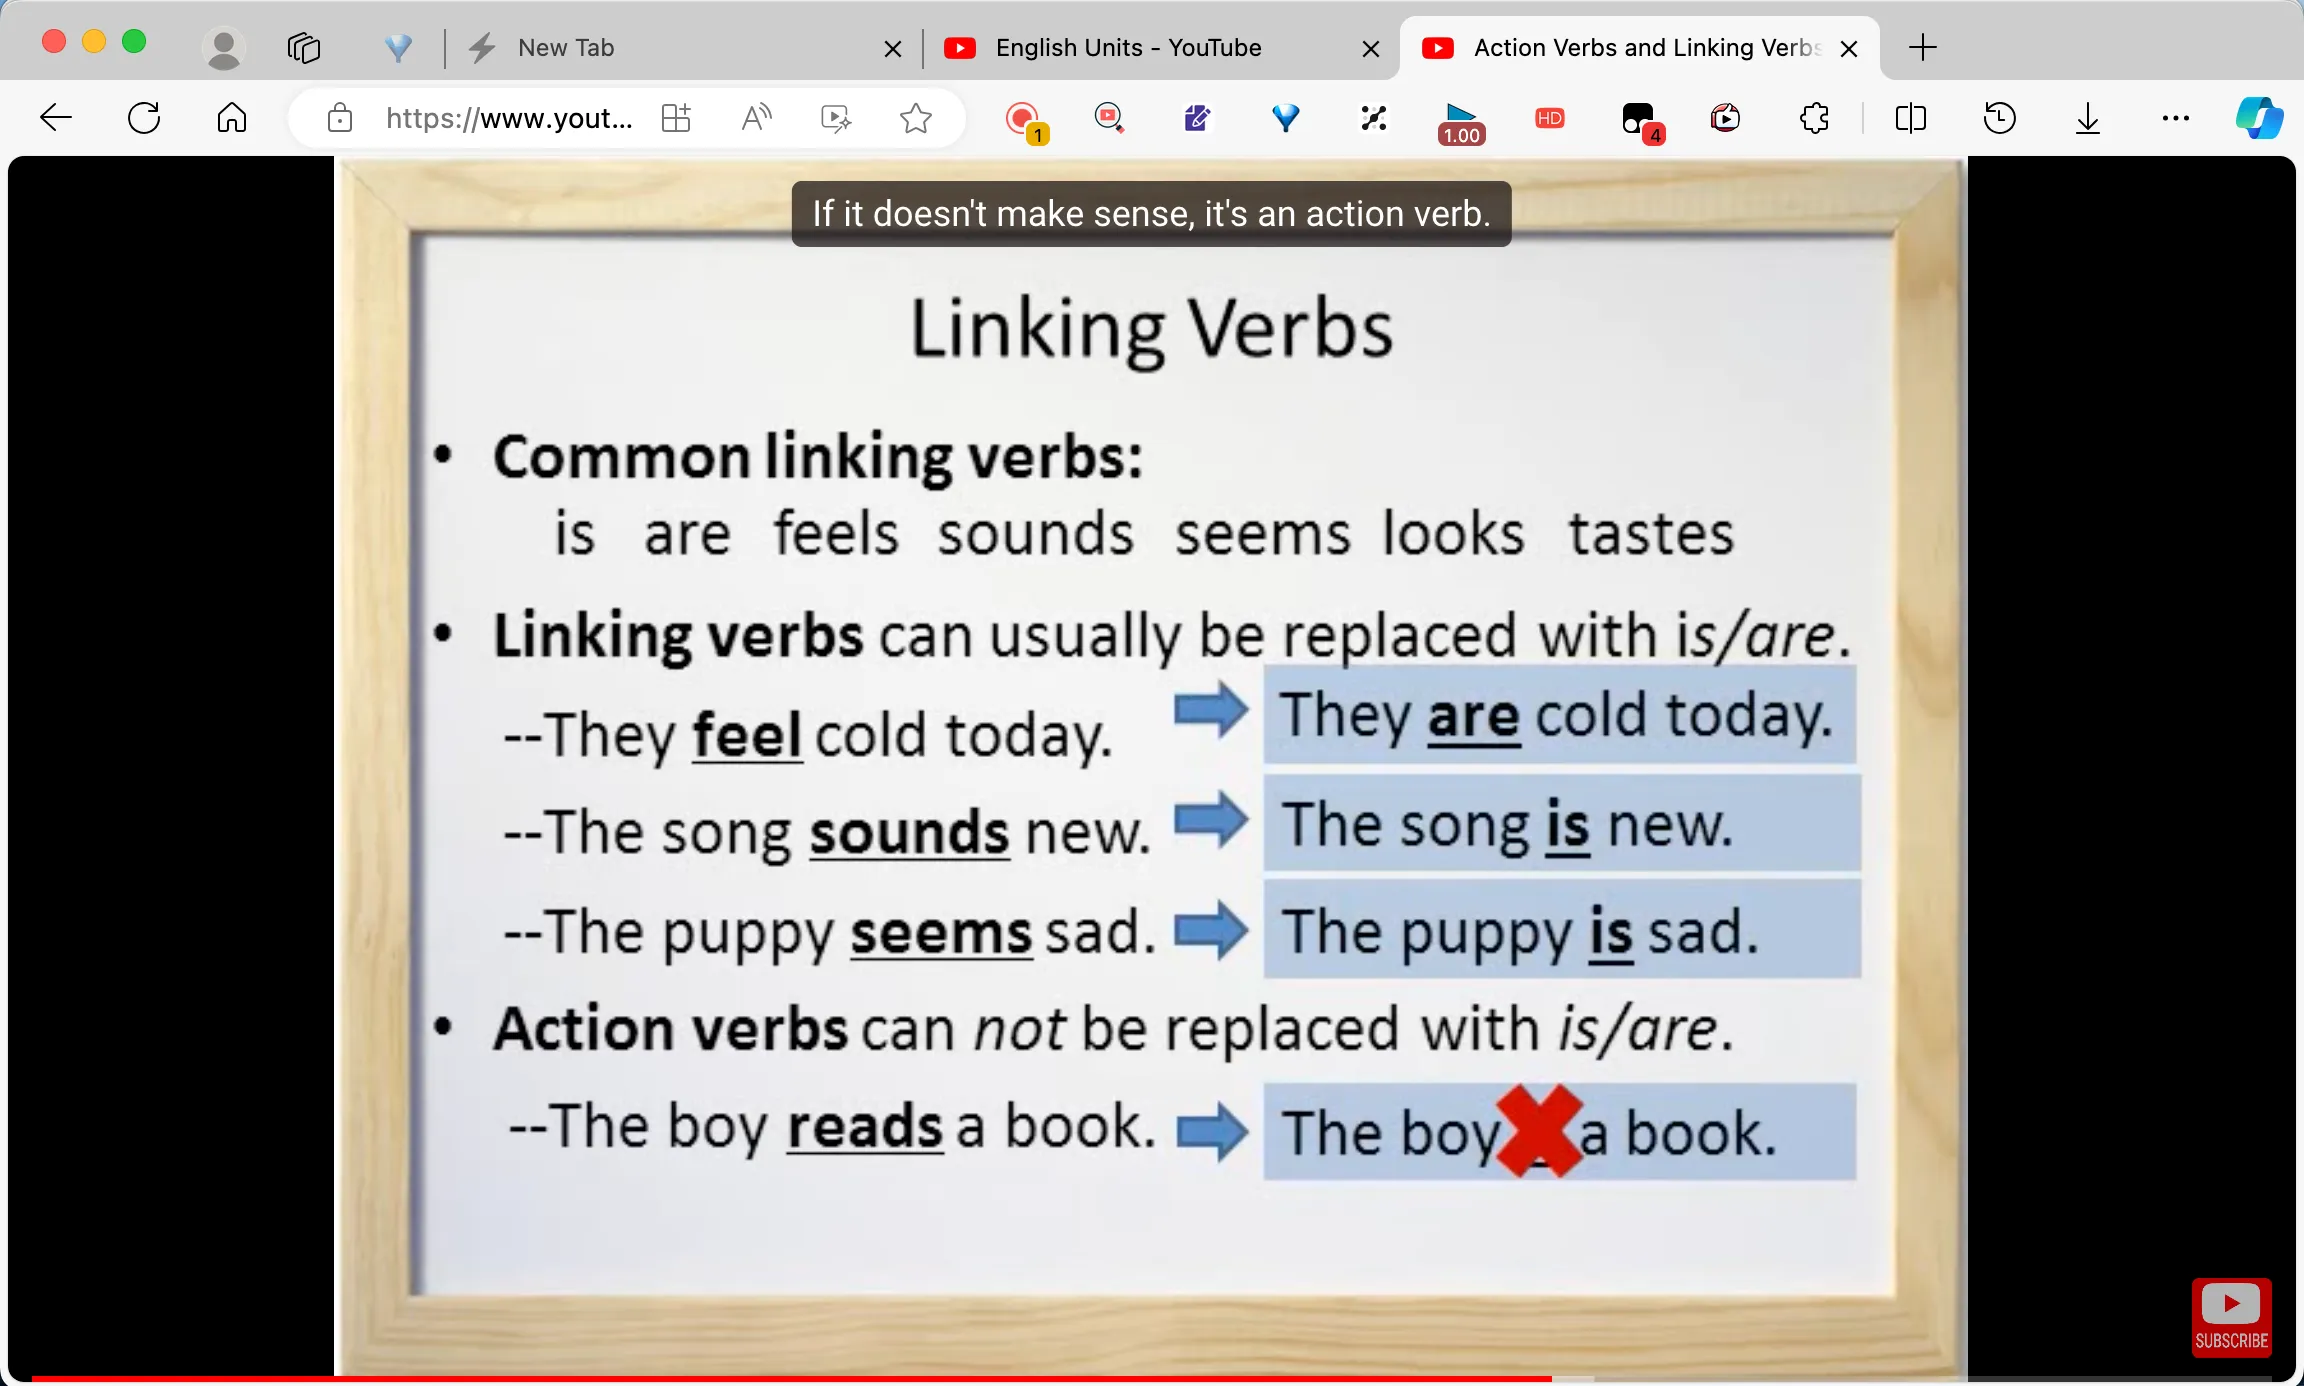 New Tab
English Units - YouTube
Action Verbs and Linking Verbs
https://www.yout...
1
1.00
HD
4
If it doesn't make sense, it's an action verb.
Linking Verbs
• Common linking verbs:
is are feels sounds seems looks tastes
• Linking verbs can usually be replaced with is/are.
--They feel cold today. They are cold today.
--The song sounds new. The song is new.
--The puppy seems sad. The puppy is sad.
• Action verbs can not be replaced with is/are.
--The boy reads a book. The boy a book.
SUBSCRIBE